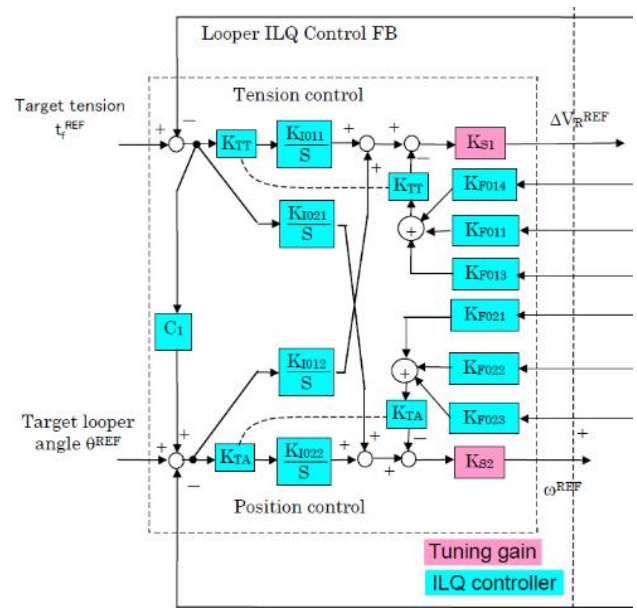 Looper ILQ Control FB
Tension control
Target tension
t_f^REF
+
−
K_TT
K_I011
S
+
+
+
−
K_S1
ΔV_R^REF
K_TT
K_F014
K_I021
S
+
K_F011
K_F013
C_1
K_F021
K_I012
S
+
K_F022
Target looper
angle θ^REF
K_TA
K_F023
+
+
−
K_TA
K_I022
S
+
+
+
−
K_S2
+
ω^REF
Position control
Tuning gain
ILQ controller